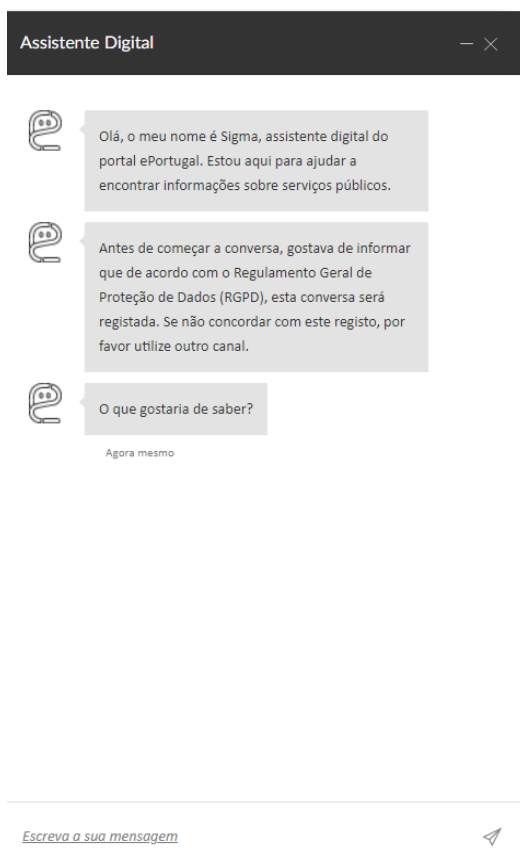 Assistente Digital
Olá, o meu nome é Sigma, assistente digital do
portal ePortugal. Estou aqui para ajudar a
encontrar informações sobre serviços públicos.
Antes de começar a conversa, gostava de informar
que de acordo com o Regulamento Geral de
Proteção de Dados (RGPD), esta conversa será
registada. Se não concordar com este registo, por
favor utilize outro canal.
O que gostaria de saber?
Agora mesmo
Escreva a sua mensagem